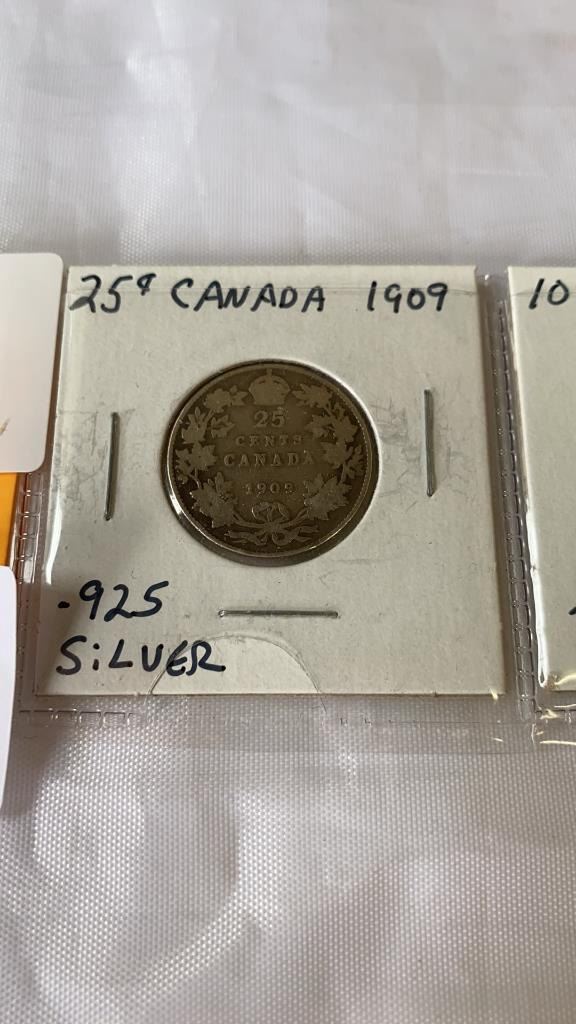 25¢ CANADA 1909
10
25
CENTS
CANADA
1909
.925
SILVER